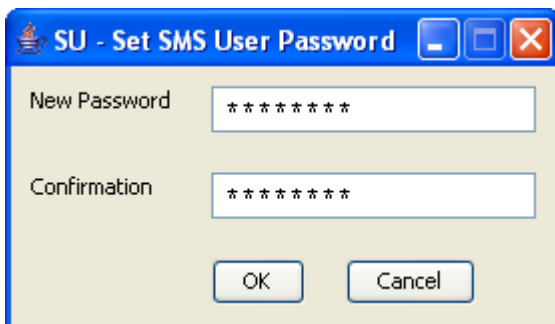 SU - Set SMS User Password
New Password ********
Confirmation ********
OK Cancel